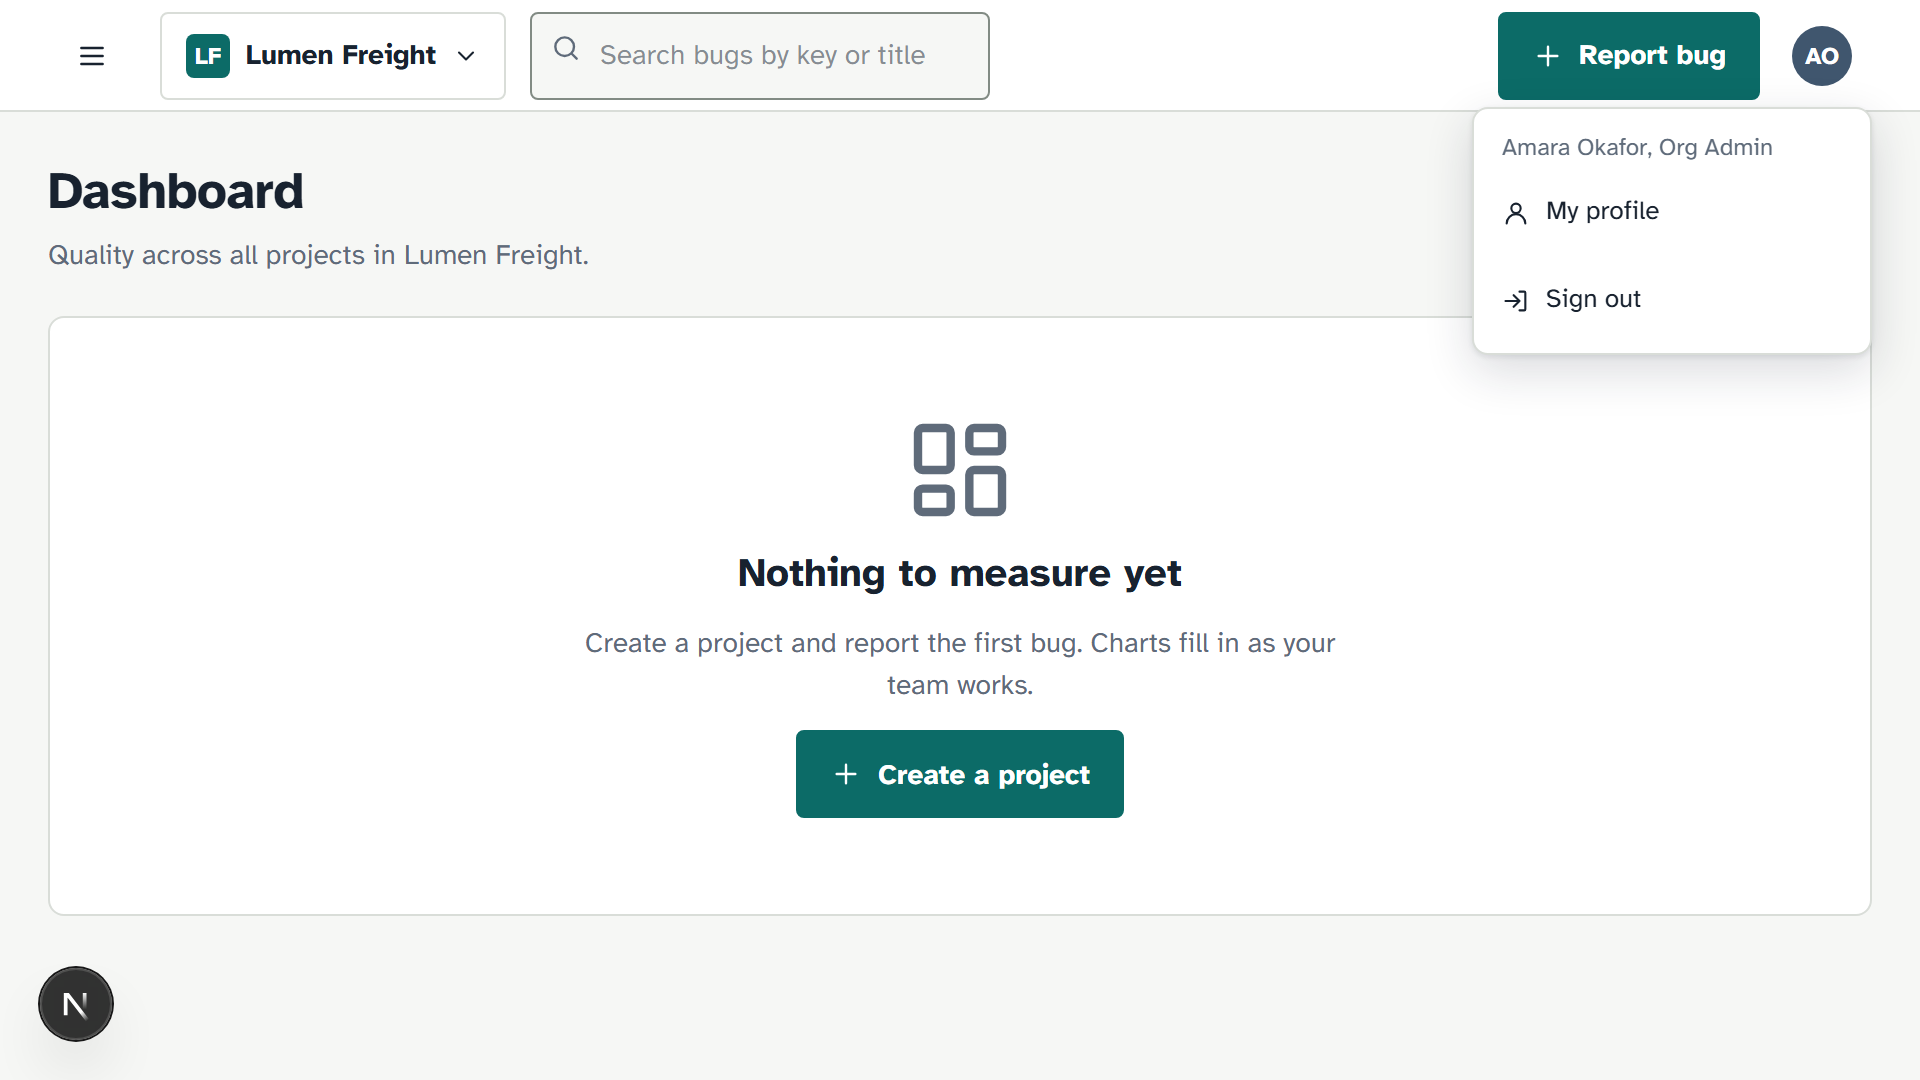 LF Lumen Freight
Search bugs by key or title
Report bug
AO
Amara Okafor, Org Admin
My profile
Sign out
Dashboard
Quality across all projects in Lumen Freight.
Nothing to measure yet
Create a project and report the first bug. Charts fill in as your
team works.
Create a project
N